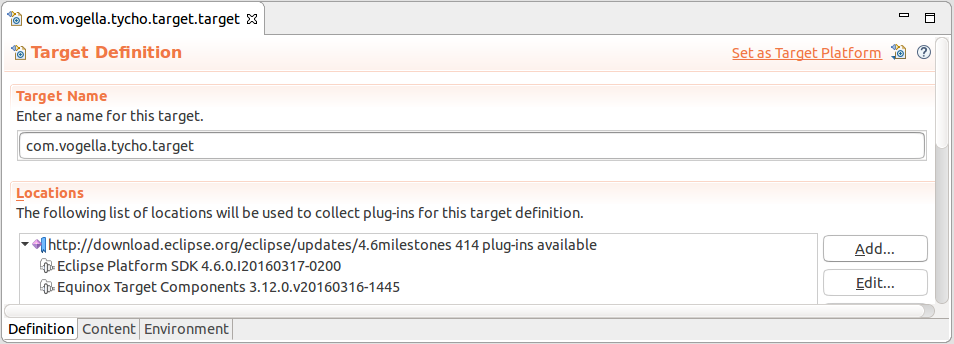 com.vogella.tycho.target.target
Target Definition
Set as Target Platform
Target Name
Enter a name for this target.
com.vogella.tycho.target
Locations
The following list of locations will be used to collect plug-ins for this target definition.
http://download.eclipse.org/eclipse/updates/4.6milestones 414 plug-ins available
Add...
Eclipse Platform SDK 4.6.0.I20160317-0200
Edit...
Equinox Target Components 3.12.0.v20160316-1445
Definition Content Environment